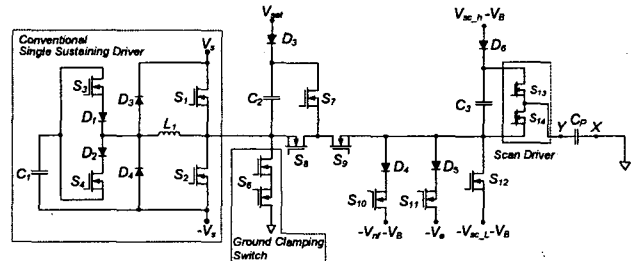 Conventional
Single Sustaining Driver
Vs
S3
D1
D2
S4
C1
D3
D4
L1
S1
S2
-Vs
Vset
D3
C2
S7
S6
S8
S9
Ground Clamping
Switch
D4
S10
-Vnf-VB
D5
S11
-Ve
Vsc_h-VB
D6
C3
S12
-Vsc_L-VB
S13
S14
Scan Driver
Y
CP
X